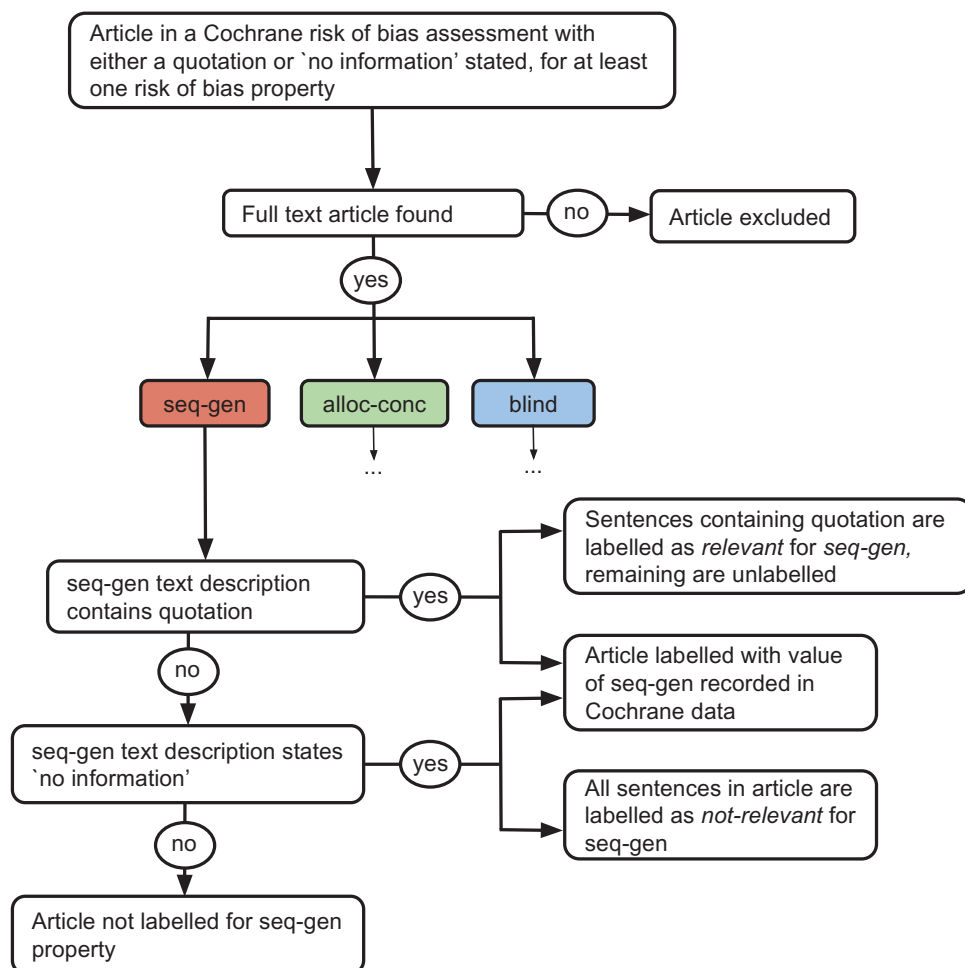 Article in a Cochrane risk of bias assessment with
either a quotation or `no information' stated, for at least
one risk of bias property
Full text article found
no
Article excluded
yes
seq-gen
alloc-conc
blind
...
...
Sentences containing quotation are
labelled as relevant for seq-gen,
remaining are unlabelled
seq-gen text description
contains quotation
yes
no
Article labelled with value
of seq-gen recorded in
Cochrane data
seq-gen text description states
`no information'
yes
All sentences in article are
labelled as not-relevant for
seq-gen
no
Article not labelled for seq-gen
property